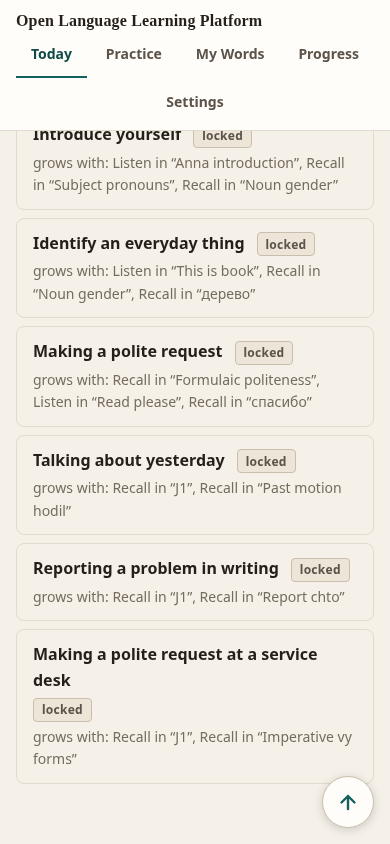 Open Language Learning Platform
Today Practice My Words Progress
Settings
Introduce yourself locked
grows with: Listen in “Anna introduction”, Recall
in “Subject pronouns”, Recall in “Noun gender”
Identify an everyday thing locked
grows with: Listen in “This is book”, Recall in
“Noun gender”, Recall in “дерево”
Making a polite request locked
grows with: Recall in “Formulaic politeness”,
Listen in “Read please”, Recall in “спасибо”
Talking about yesterday locked
grows with: Recall in “J1”, Recall in “Past motion
hodil”
Reporting a problem in writing locked
grows with: Recall in “J1”, Recall in “Report chto”
Making a polite request at a service
desk
locked
grows with: Recall in “J1”, Recall in “Imperative vy
forms”